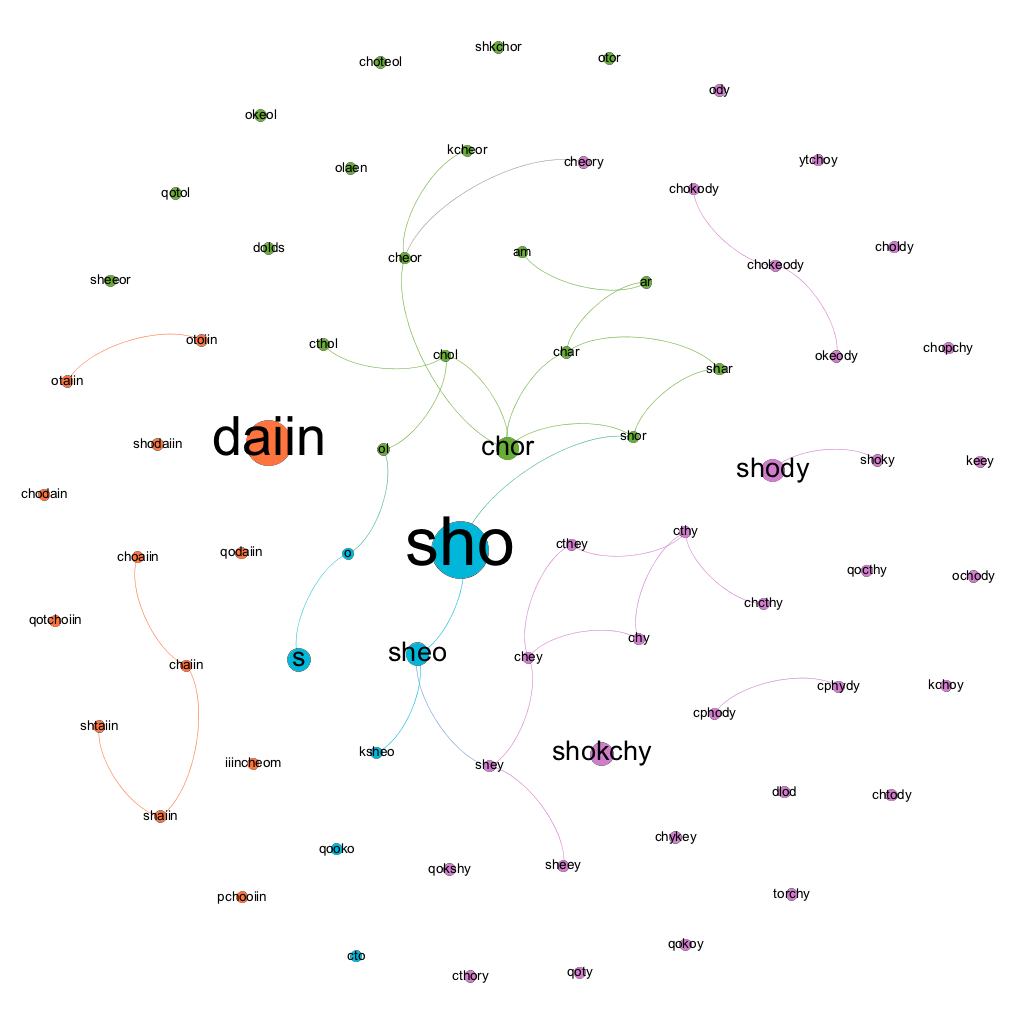 shkchor
otor
choteol
ody
okeol
kcheor
ytchoy
cheory
olaen
chokody
qotol
choldy
dolds
am
cheor
chokeody
sheeor
ar
otoiin
cthol
chopchy
char
chol
okeody
shar
otaiin
shor
daiin
shodaiin
chor
ol
shoky
keey
shody
chodain
cthy
sho
cthey
qodaiin
o
choaiin
qocthy
ochody
chcthy
qotchoiin
chy
sheo
s
chey
chaiin
kchoy
cphydy
cphody
shtaiin
ksheo
shokchy
iiincheom
shey
dlod
chtody
shaiin
chykey
qooko
sheey
qokshy
torchy
pchooiin
qokoy
cto
qoty
cthory